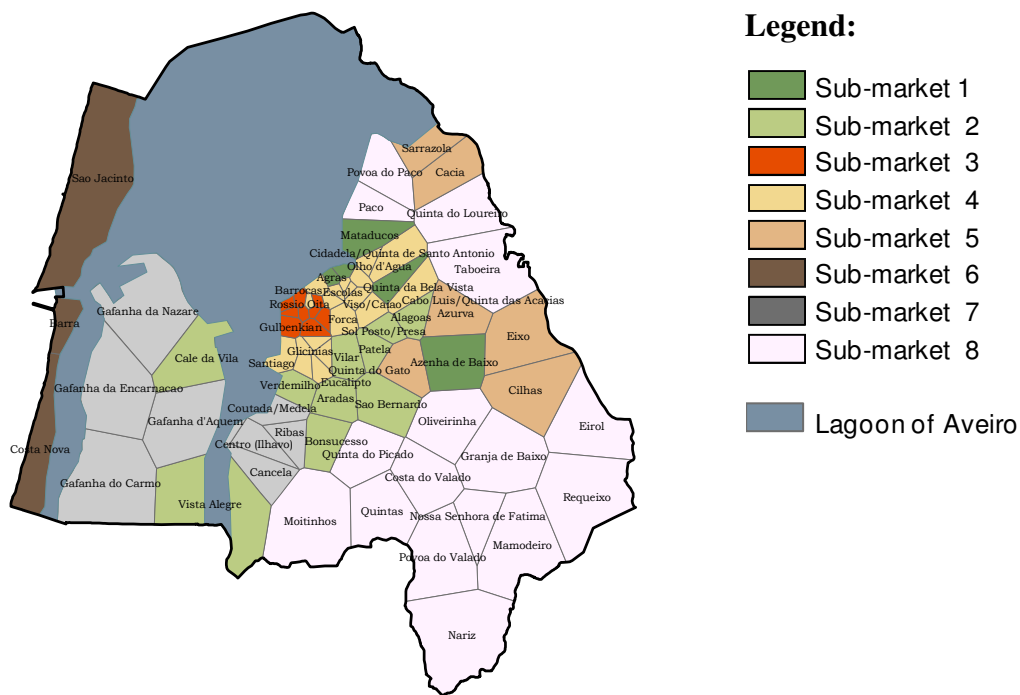 Legend:
Sub-market 1
Sub-market 2
Sub-market 3
Sub-market 4
Sub-market 5
Sub-market 6
Sub-market 7
Sub-market 8
Lagoon of Aveiro
Sarrazola
Povoa do Paço
Cacia
Sao Jacinto
Paco
Quinta do Loureiro
Mataducos
Cidadela/Quinta de Santo Antonio
Olho d'Agua
Taboeira
Agras
Barrocas
Escolas
Quinta da Bela Vista
Rossio
Oita
Viso/Caiao
Cabo Luis/Quinta das Acacias
Gafanha da Nazare
Barra
Gulbenkian
Forca
Alagoas
Azurva
Sol Posto/Presa
Eixo
Cale da Vila
Glicinias
Vilar
Patela
Santiago
Quinta do Gato
Azenha de Baixo
Gafanha da Encarnacao
Verdemilho
Eucalipto
Cilhas
Aradas
Sao Bernardo
Coutada/Medela
Gafanha d'Aquem
Oliveirinha
Eirol
Ribas
Costa Nova
Centro (Ilhavo)
Bonsucesso
Quinta do Picado
Granja de Baixo
Gafanha do Carmo
Cancela
Costa do Valado
Requeixo
Vista Alegre
Moitinhos
Quintas
Nossa Senhora de Fatima
Mamodeiro
Povoa do Valado
Nariz